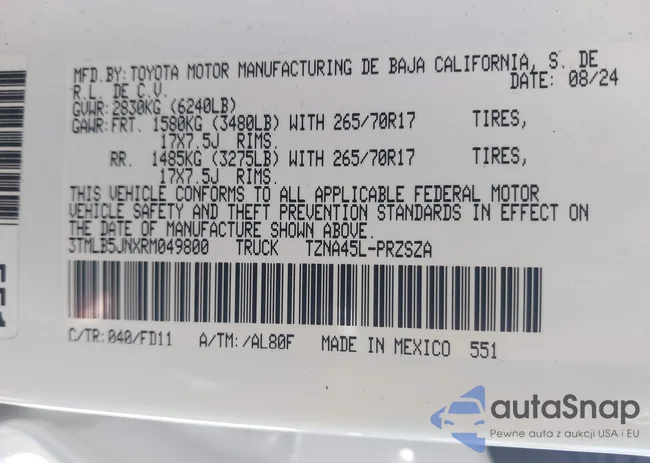 MFD.BY: TOYOTA MOTOR MANUFACTURING DE BAJA CALIFORNIA, S. DE
R.L. DE C.V. DATE: 08/24
GVWR: 2830KG (6240LB)
GAWR: FRT. 1580KG (3480LB) WITH 265/70R17 TIRES,
17X7.5J RIMS.
RR. 1485KG (3275LB) WITH 265/70R17 TIRES,
17X7.5J RIMS.
THIS VEHICLE CONFORMS TO ALL APPLICABLE FEDERAL MOTOR
VEHICLE SAFETY AND THEFT PREVENTION STANDARDS IN EFFECT ON
THE DATE OF MANUFACTURE SHOWN ABOVE.
3TMLB5JNXRM049800 TRUCK TZNA45L-PRZSZA
C/TR: 040/FD11 A/TM: /AL80F MADE IN MEXICO 551
autoSnap
Pewne auta z aukcji USA i EU